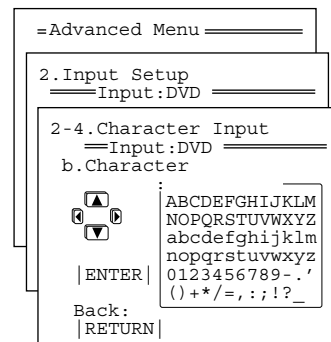 =Advanced Menu
2.Input Setup
Input:DVD
2-4.Character Input
Input:DVD
b.Character
:
ABCDEFGHIJKLM
NOPQRSTUVWXYZ
abcdefghijklm
nopqrstuvwxyz
0123456789-.’
()+*/=,:;!?_
|ENTER|
Back:
|RETURN|